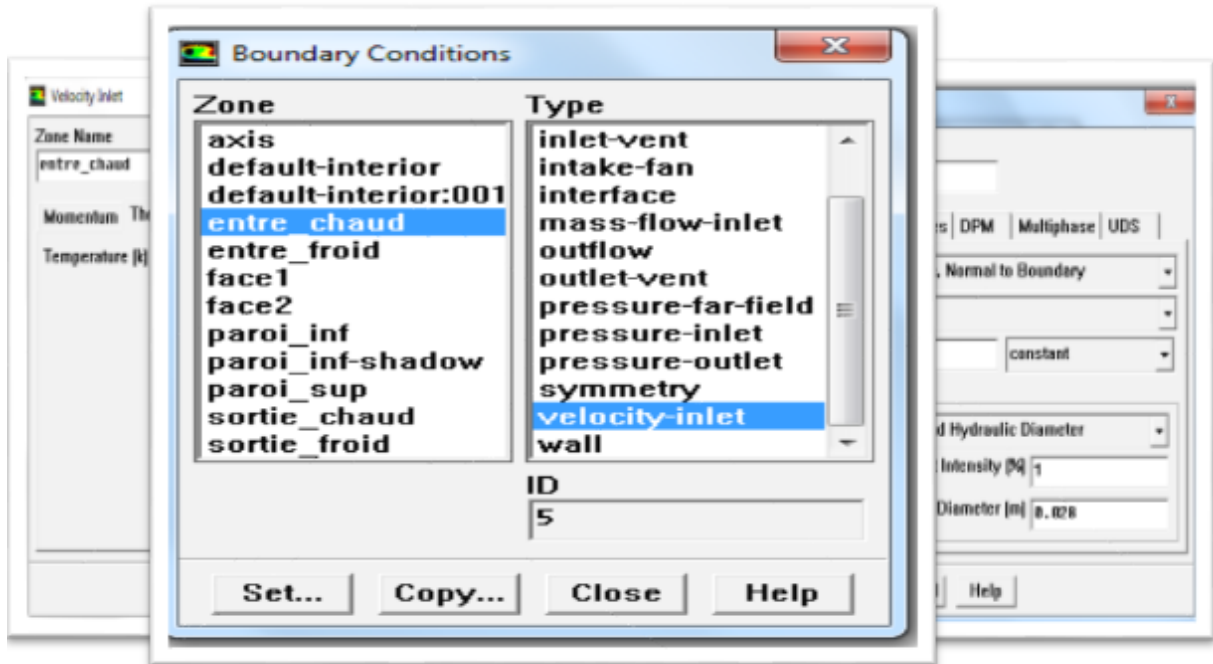 Velocity Inlet
Zone Name
entre_chaud
Momentum The
Temperature (k)
Boundary Conditions
Zone
axis
default-interior
default-interior:001
entre_chaud
entre_froid
face1
face2
paroi_inf
paroi_inf-shadow
paroi_sup
sortie_chaud
sortie_froid
Type
inlet-vent
intake-fan
interface
mass-flow-inlet
outflow
outlet-vent
pressure-far-field
pressure-inlet
pressure-outlet
symmetry
velocity-inlet
wall
ID
5
Set... Copy... Close Help
s DPM Multiphase UDS
, Normal to Boundary
constant
d Hydraulic Diameter
Intensity (%) 1
Diameter (m) 0.028
Help